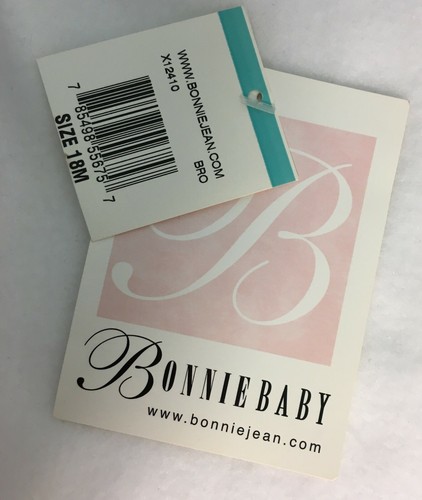 WWW.BONNIEJEAN.COM
X12410
BRO
7 85498 55675 7
SIZE 18M
B
BONNIE BABY
www.bonniejean.com